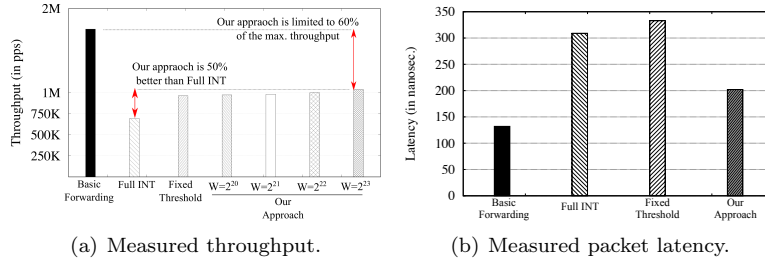 2M
Our appraoch is limited to 60%
of the max. throughput
Our appraoch is 50%
better than Full INT
1M
750K
500K
250K
Throughput (in pps)
Basic
Forwarding
Full INT
Fixed
Threshold
W=2^20
W=2^21
W=2^22
W=2^23
Our
Approach
(a) Measured throughput.
350
300
250
200
150
100
50
0
Latency (in nanosec.)
Basic
Forwarding
Full INT
Fixed
Threshold
Our
Approach
(b) Measured packet latency.